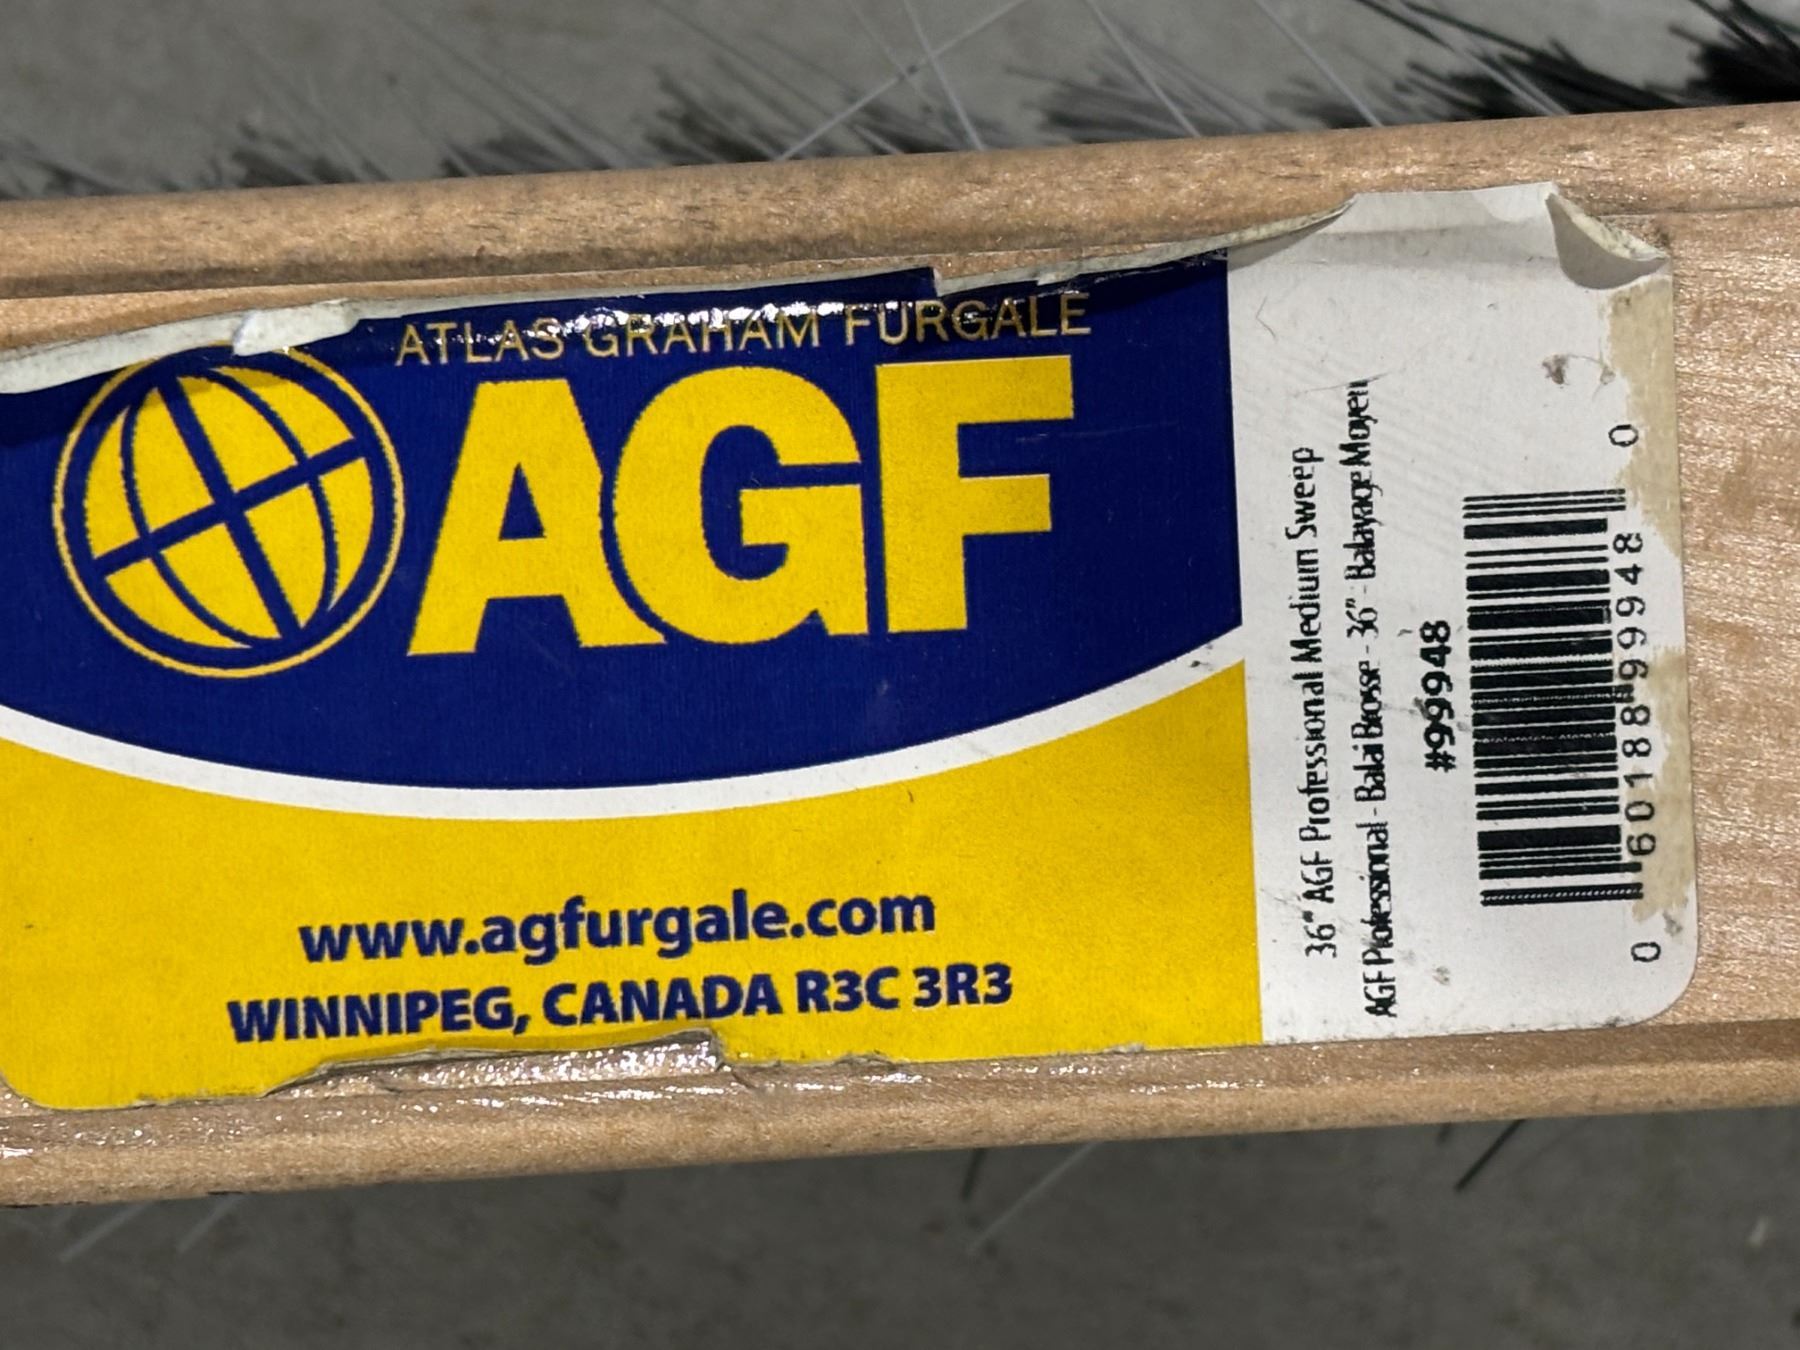 ATLAS GRAHAM FURGALE
AGF
www.agfurgale.com
WINNIPEG, CANADA R3C 3R3
36" AGF Professional Medium Sweep
AGF Professional - Balai Brosse - 36" - Balayage Moyen
#99948
0 60188 99948 0